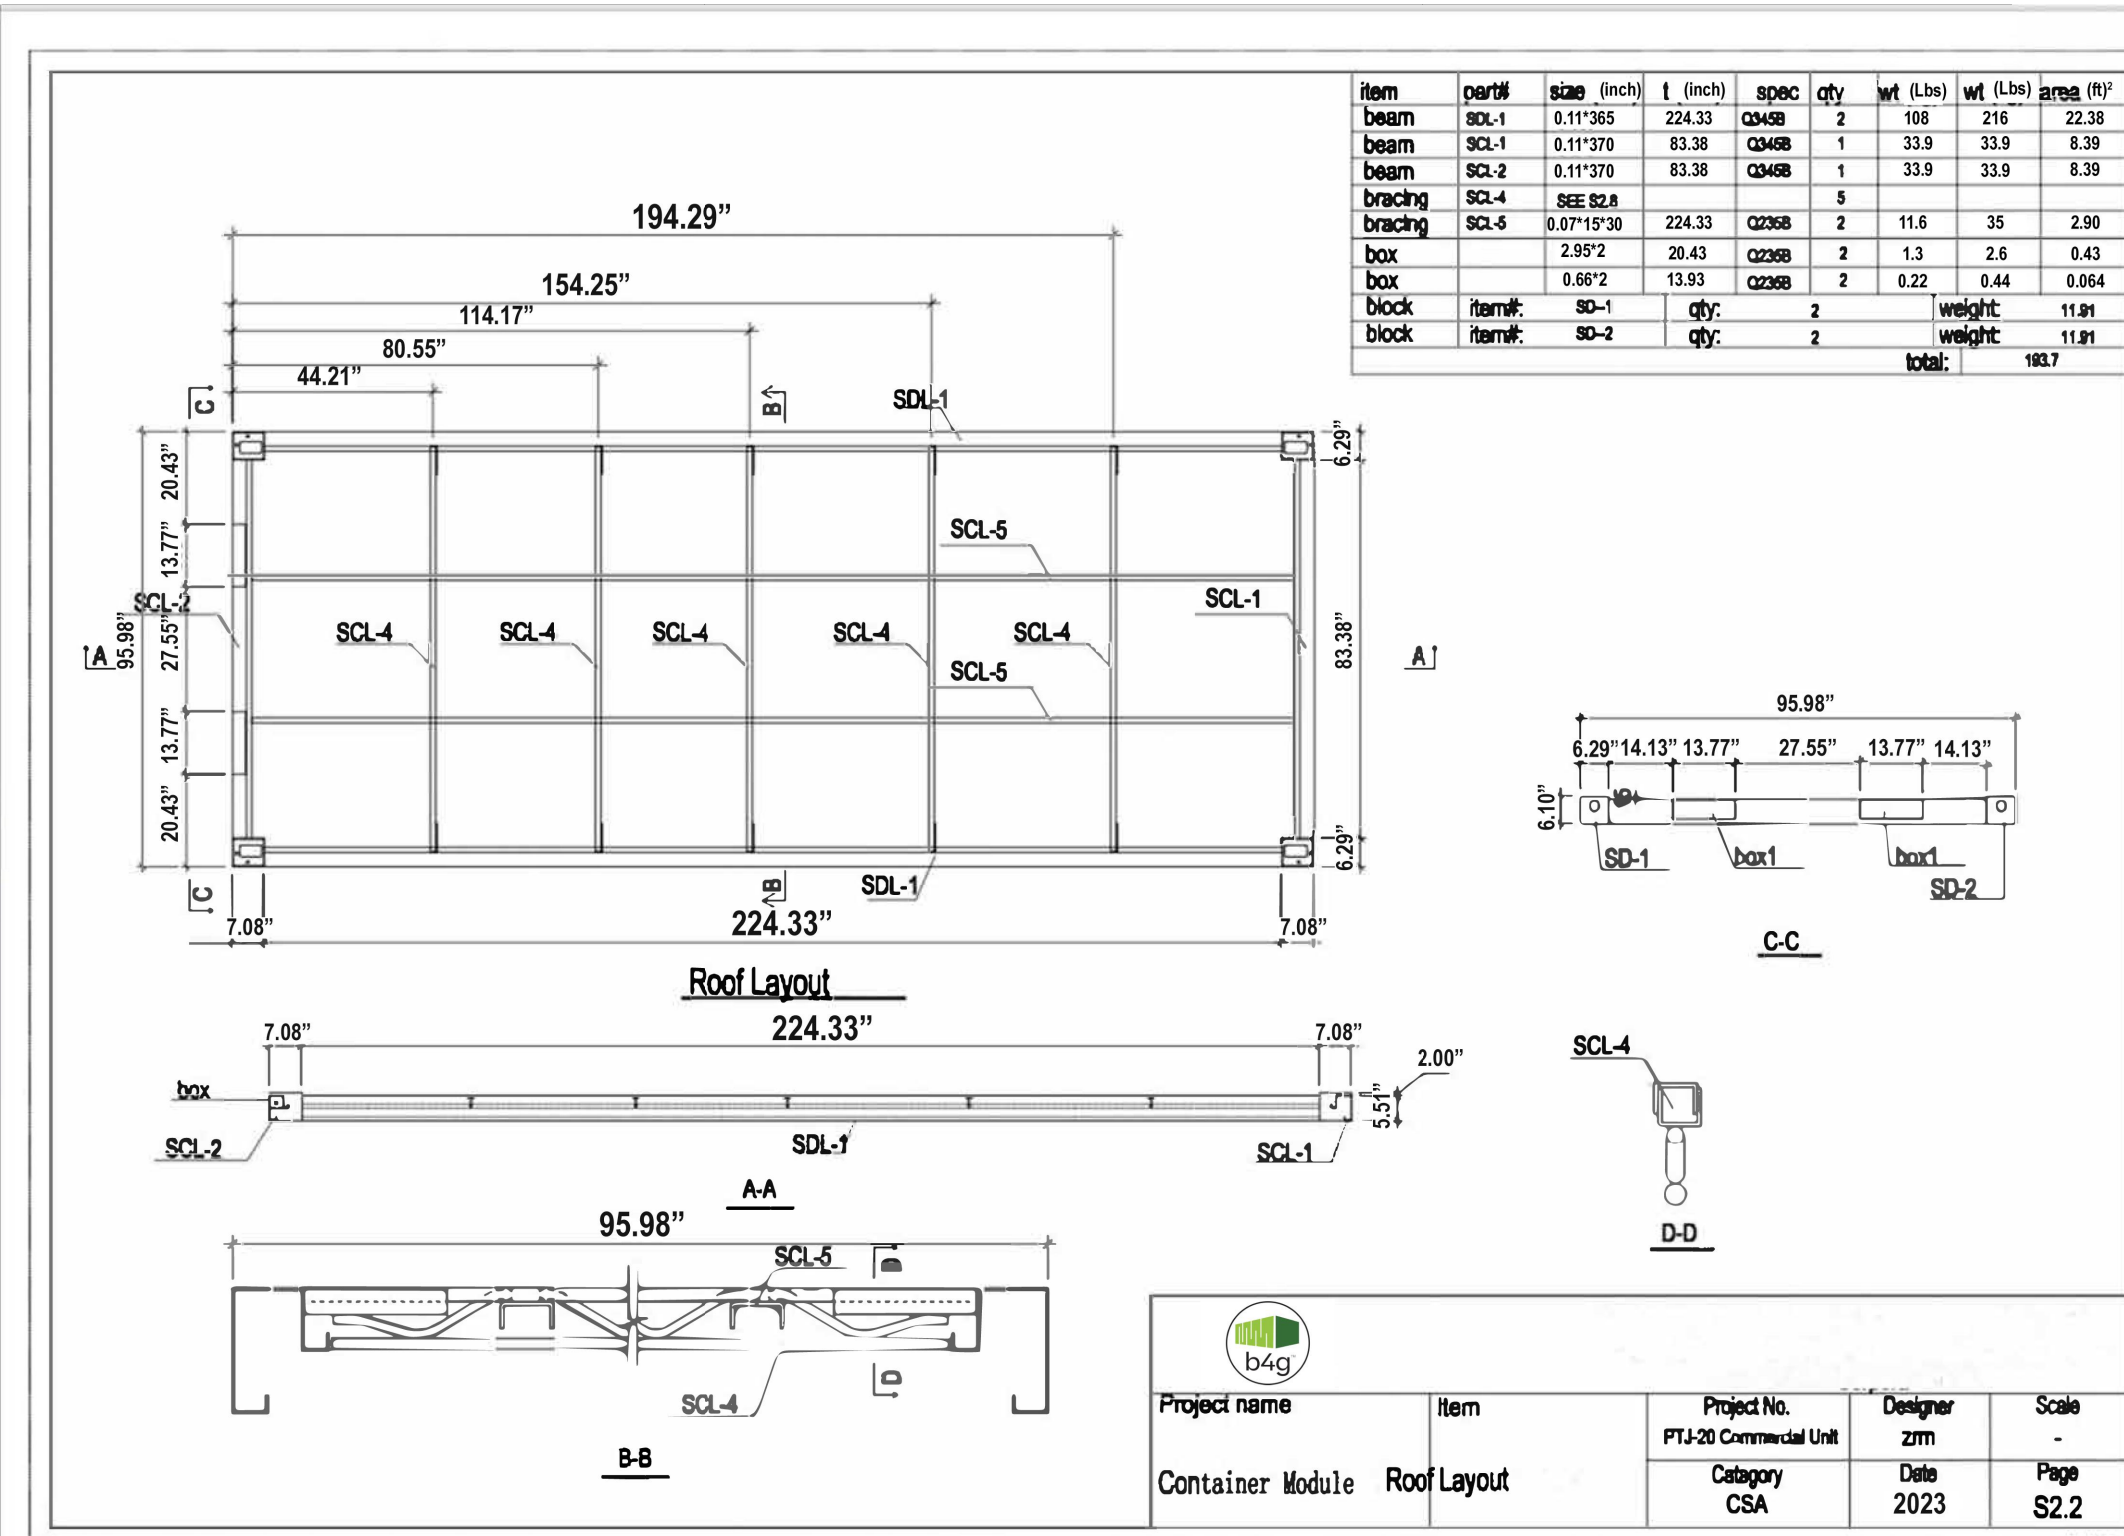 item part# size (inch) t (inch) spec qty wt (Lbs) wt (Lbs) area (ft)²
beam SDL-1 0.11*365 224.33 Q345B 2 108 216 22.38
beam SCL-1 0.11*370 83.38 Q345B 1 33.9 33.9 8.39
beam SCL-2 0.11*370 83.38 Q345B 1 33.9 33.9 8.39
bracing SCL-4 SEE S2.8 5
bracing SCL-5 0.07*15*30 224.33 Q235B 2 11.6 35 2.90
box 2.95*2 20.43 Q235B 2 1.3 2.6 0.43
box 0.66*2 13.93 Q235B 2 0.22 0.44 0.064
block item#: SD-1 qty: 2 weight: 11.91
block item#: SD-2 qty: 2 weight: 11.91
total: 193.7
194.29”
154.25”
114.17”
80.55”
44.21”
C
B
SDL-1
20.43”
6.29”
13.77”
SCL-5
SCL-2
SCL-1
95.98”
27.55”
83.38”
SCL-4 SCL-4 SCL-4 SCL-4 SCL-4
A
A
SCL-5
13.77”
20.43”
6.29”
C
B
SDL-1
7.08” 224.33” 7.08”
Roof Layout
95.98”
6.29” 14.13” 13.77” 27.55” 13.77” 14.13”
6.10”
SD-1 box1 box1
SD-2
C-C
7.08” 224.33” 7.08”
2.00”
box
5.51”
SCL-2 SDL-1 SCL-1
A-A
SCL-4
D-D
95.98”
SCL-5
D
D
SCL-4
B-B
b4g
Project name Item Project No. Designer Scale
PTJ-20 Commercial Unit zrm -
Container Module Roof Layout Catagory Date Page
CSA 2023 S2.2